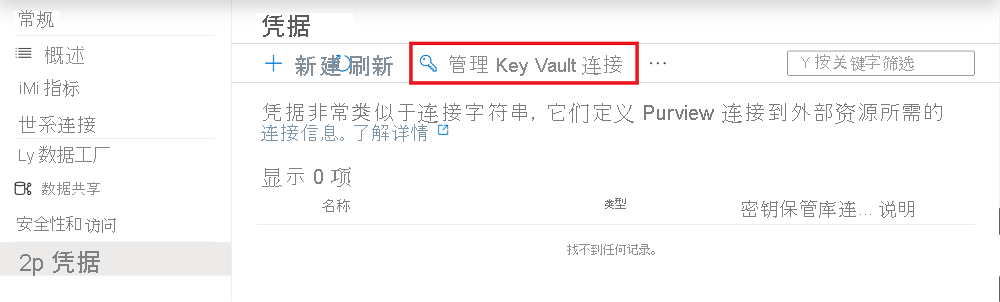 常规
概述
iMi 指标
世系连接
Ly 数据工厂
数据共享
安全性和访问
2p 凭据
凭据
+ 新建 刷新 管理 Key Vault 连接 ...
Y 按关键字筛选
凭据非常类似于连接字符串, 它们定义 Purview 连接到外部资源所需的
连接信息。了解详情
显示 0 项
名称 类型 密钥保管库连... 说明
找不到任何记录。